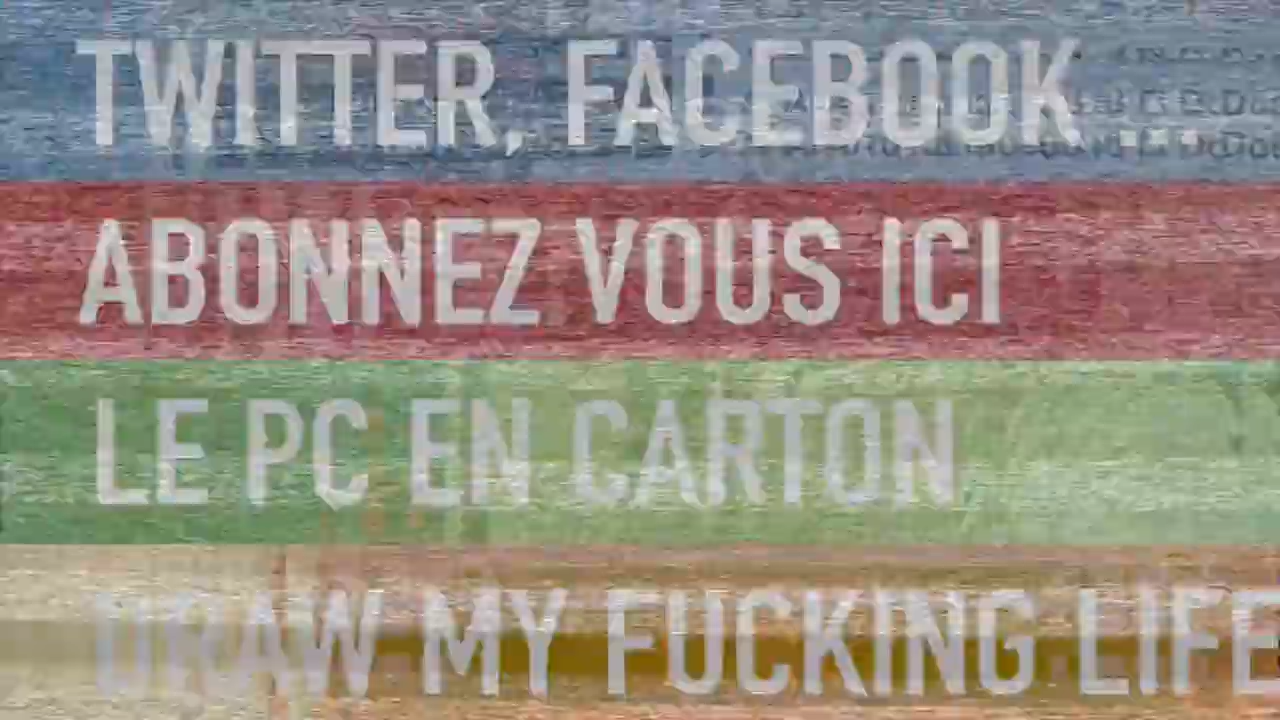 TWITTER, FACEBOOK ...
ABONNEZ VOUS ICI
LE PC EN CARTON
DRAW MY FUCKING LIFE